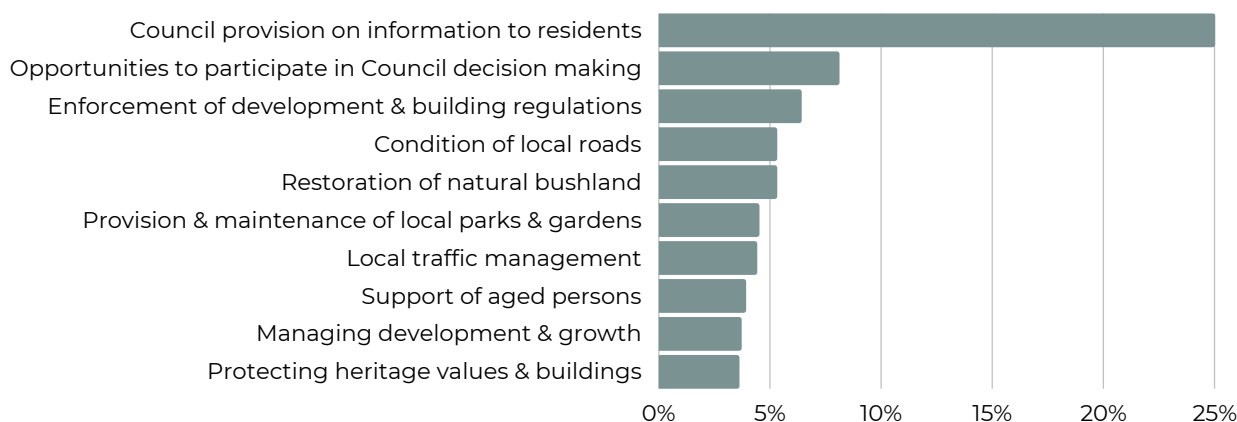 Council provision on information to residents
Opportunities to participate in Council decision making
Enforcement of development & building regulations
Condition of local roads
Restoration of natural bushland
Provision & maintenance of local parks & gardens
Local traffic management
Support of aged persons
Managing development & growth
Protecting heritage values & buildings
0% 5% 10% 15% 20% 25%